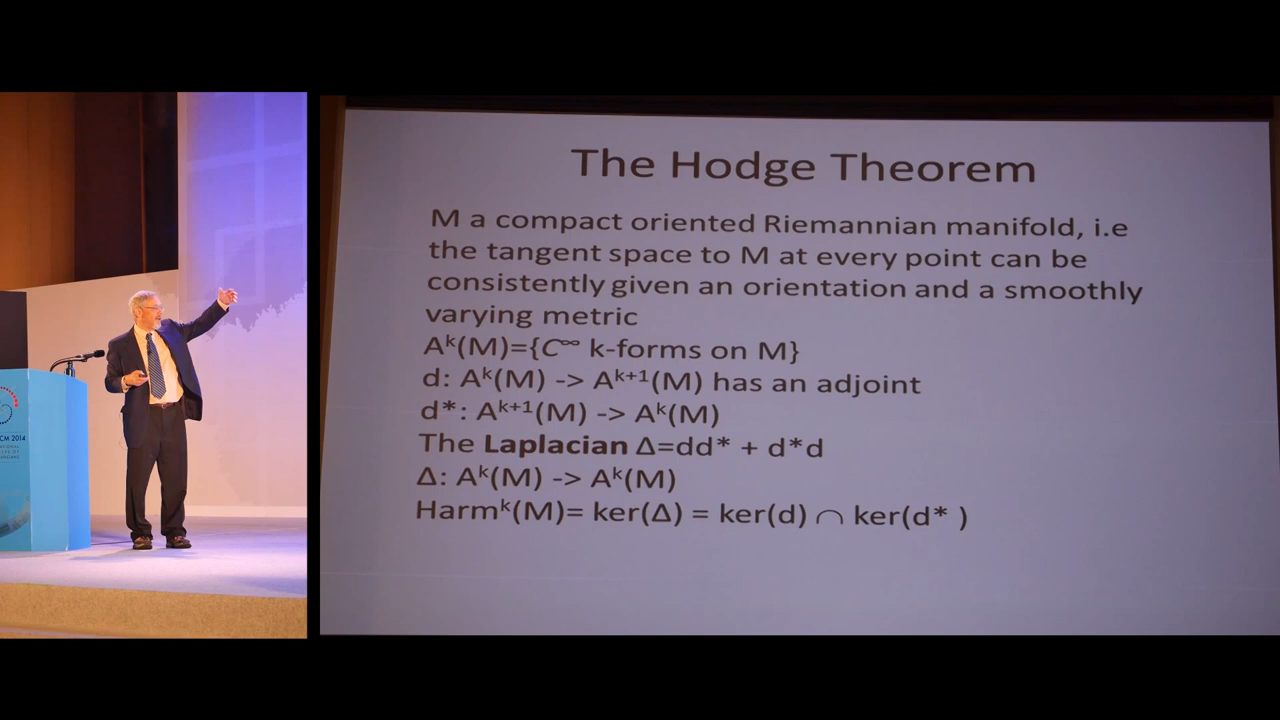 The Hodge Theorem
M a compact oriented Riemannian manifold, i.e
the tangent space to M at every point can be
consistently given an orientation and a smoothly
varying metric
Aᵏ(M)={C∞ k-forms on M}
d: Aᵏ(M) -> Aᵏ⁺¹(M) has an adjoint
d*: Aᵏ⁺¹(M) -> Aᵏ(M)
The Laplacian Δ=dd* + d*d
Δ: Aᵏ(M) -> Aᵏ(M)
Harmᵏ(M)= ker(Δ) = ker(d) ∩ ker(d* )
CM 2014